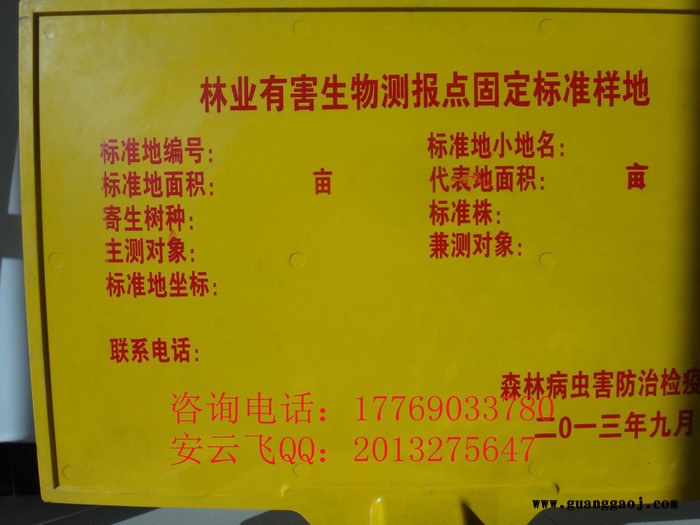 林业有害生物测报点固定标准样地
标准地编号: 标准地小地名:
标准地面积: 亩 代表地面积: 亩
寄生树种: 标准株:
主测对象: 兼测对象:
标准地坐标:
联系电话:
森林病虫害防治检疫
咨询电话：17769033780
二0一三年九月
安云飞QQ：2013275647
www.guanggaoj.com